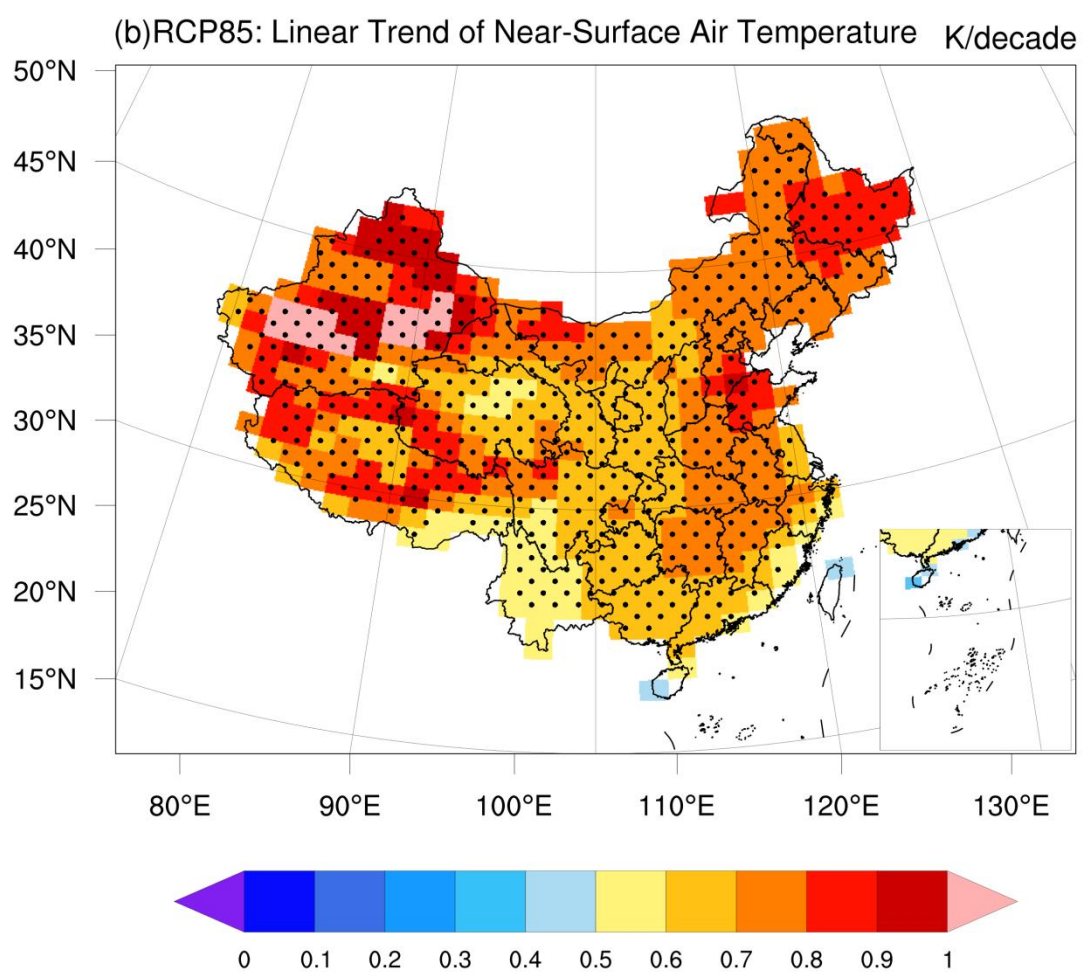 (b)RCP85: Linear Trend of Near-Surface Air Temperature K/decade
50°N
45°N
40°N
35°N
30°N
25°N
20°N
15°N
80°E 90°E 100°E 110°E 120°E 130°E
0 0.1 0.2 0.3 0.4 0.5 0.6 0.7 0.8 0.9 1